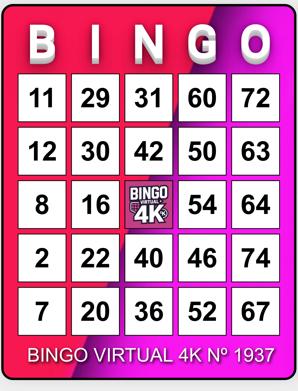 B I N G O
11 29 31 60 72
12 30 42 50 63
8 16 BINGO VIRTUAL 4K 54 64
2 22 40 46 74
7 20 36 52 67
BINGO VIRTUAL 4K Nº 1937